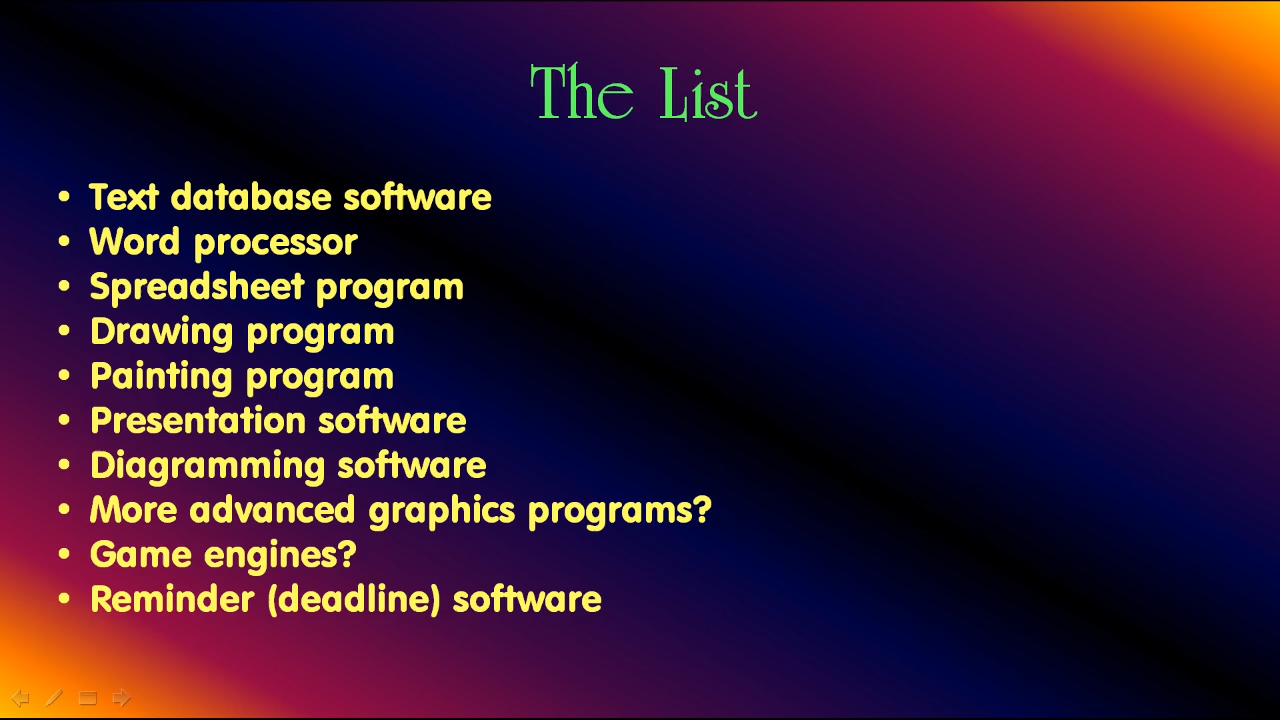 The List
• Text database software
• Word processor
• Spreadsheet program
• Drawing program
• Painting program
• Presentation software
• Diagramming software
• More advanced graphics programs?
• Game engines?
• Reminder (deadline) software